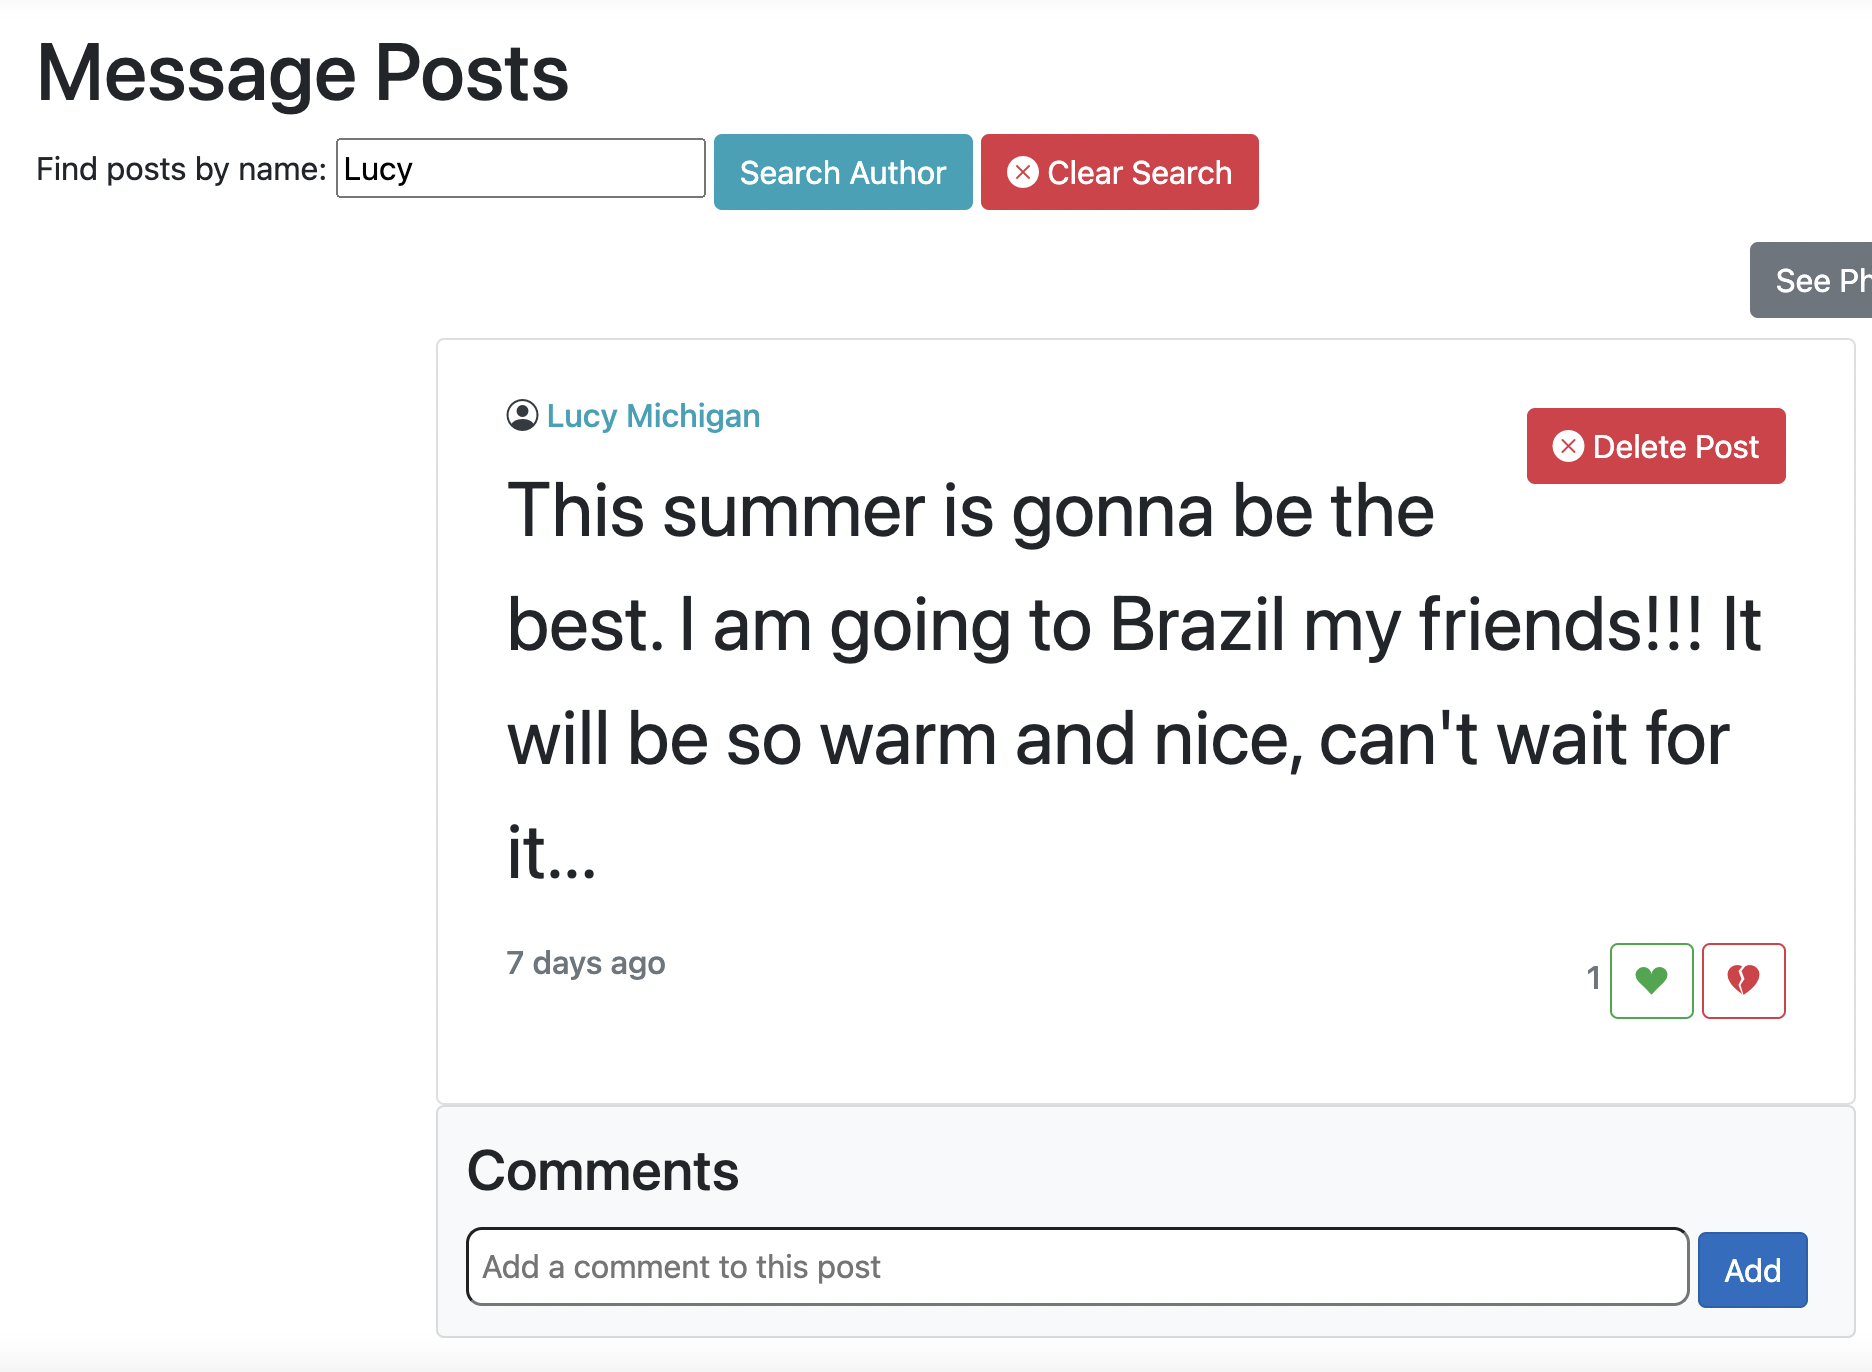 Message Posts
Find posts by name: Lucy Search Author Clear Search
See Ph
Lucy Michigan
Delete Post
This summer is gonna be the
best. I am going to Brazil my friends!!! It
will be so warm and nice, can't wait for
it...
7 days ago
1
Comments
Add a comment to this post Add